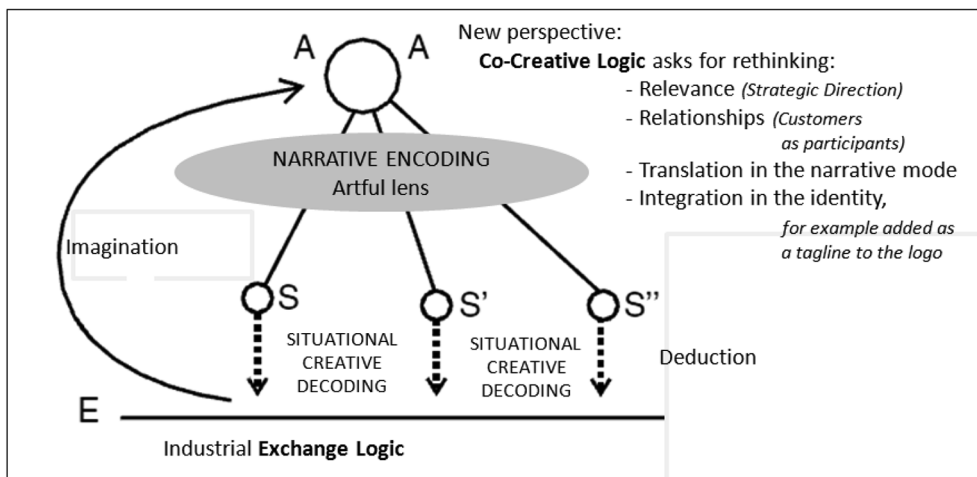 New perspective:
A A
Co-Creative Logic asks for rethinking:
- Relevance (Strategic Direction)
- Relationships (Customers
as participants)
- Translation in the narrative mode
- Integration in the identity,
for example added as
a tagline to the logo
NARRATIVE ENCODING
Artful lens
Imagination
S
S'
S''
SITUATIONAL
CREATIVE
DECODING
SITUATIONAL
CREATIVE
DECODING
Deduction
E
Industrial Exchange Logic